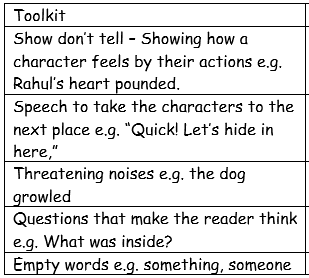 Toolkit
Show don't tell – Showing how a
character feels by their actions e.g.
Rahul's heart pounded.
Speech to take the characters to the
next place e.g. "Quick! Let's hide in
here,"
Threatening noises e.g. the dog
growled
Questions that make the reader think
e.g. What was inside?
Empty words e.g. something, someone